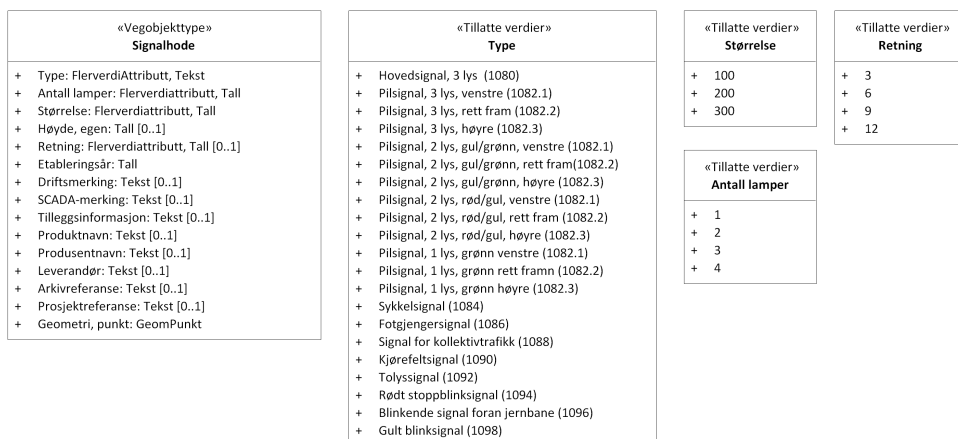 «Vegobjekttype»
Signalhode
+ Type: FlerverdiAttributt, Tekst
+ Antall lamper: Flerverdiattributt, Tall
+ Størrelse: Flerverdiattributt, Tall
+ Høyde, egen: Tall [0..1]
+ Retning: Flerverdiattributt, Tall [0..1]
+ Etableringsår: Tall
+ Driftsmerking: Tekst [0..1]
+ SCADA-merking: Tekst [0..1]
+ Tilleggsinformasjon: Tekst [0..1]
+ Produktnavn: Tekst [0..1]
+ Produsentnavn: Tekst [0..1]
+ Leverandør: Tekst [0..1]
+ Arkivreferanse: Tekst [0..1]
+ Prosjektreferanse: Tekst [0..1]
+ Geometri, punkt: GeomPunkt
«Tillatte verdier»
Type
+ Hovedsignal, 3 lys (1080)
+ Pilsignal, 3 lys, venstre (1082.1)
+ Pilsignal, 3 lys, rett fram (1082.2)
+ Pilsignal, 3 lys, høyre (1082.3)
+ Pilsignal, 2 lys, gul/grønn, venstre (1082.1)
+ Pilsignal, 2 lys, gul/grønn, rett fram(1082.2)
+ Pilsignal, 2 lys, gul/grønn, høyre (1082.3)
+ Pilsignal, 2 lys, rød/gul, venstre (1082.1)
+ Pilsignal, 2 lys, rød/gul, rett fram (1082.2)
+ Pilsignal, 2 lys, rød/gul, høyre (1082.3)
+ Pilsignal, 1 lys, grønn venstre (1082.1)
+ Pilsignal, 1 lys, grønn rett framn (1082.2)
+ Pilsignal, 1 lys, grønn høyre (1082.3)
+ Sykkelsignal (1084)
+ Fotgjengersignal (1086)
+ Signal for kollektivtrafikk (1088)
+ Kjørefeltsignal (1090)
+ Tolyssignal (1092)
+ Rødt stoppblinksignal (1094)
+ Blinkende signal foran jernbane (1096)
+ Gult blinksignal (1098)
«Tillatte verdier»
Størrelse
+ 100
+ 200
+ 300
«Tillatte verdier»
Antall lamper
+ 1
+ 2
+ 3
+ 4
«Tillatte verdier»
Retning
+ 3
+ 6
+ 9
+ 12